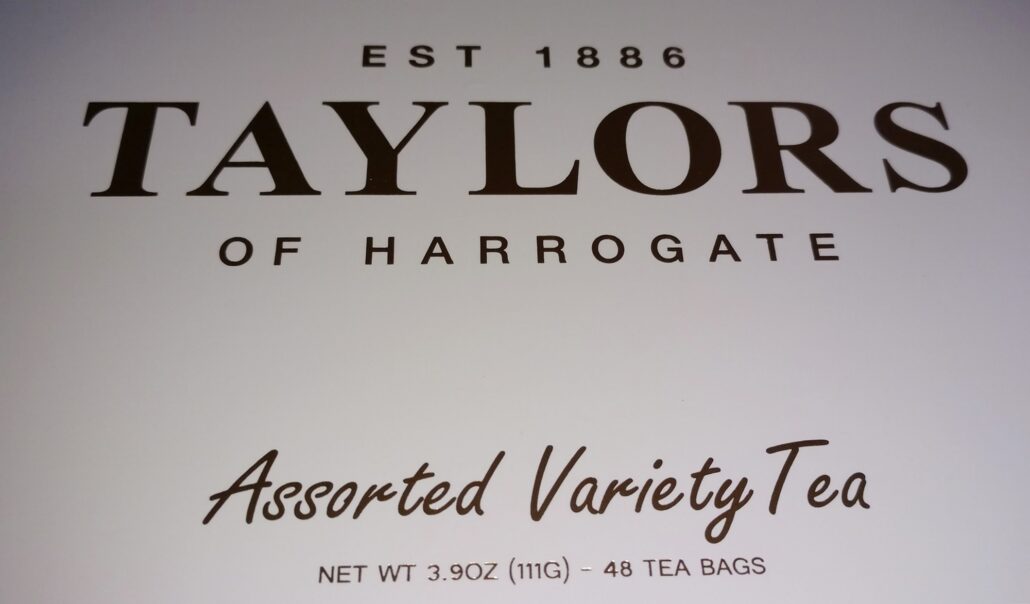 EST 1886
TAYLORS
OF HARROGATE
Assorted Variety Tea
NET WT 3.9OZ (111G) - 48 TEA BAGS